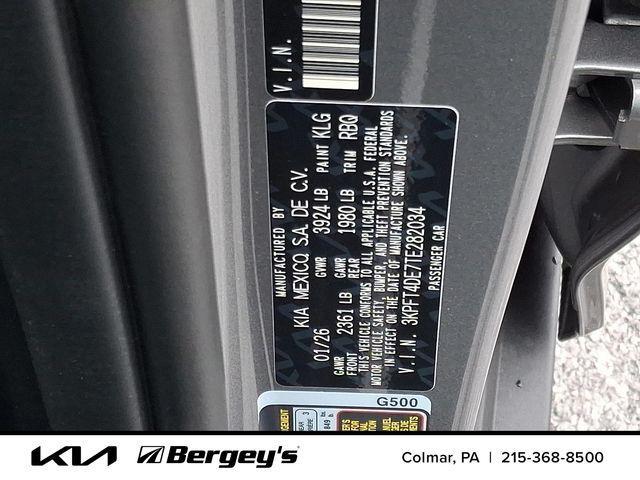 V.I.N.
MANUFACTURED BY
KIA MEXICO, S.A. DE C.V.
01/26 GVWR 3924 LB PAINT KLG
GAWR FRONT 2361 LB GAWR REAR 1980 LB TRIM RBQ
THIS VEHICLE CONFORMS TO ALL APPLICABLE U.S.A. FEDERAL
MOTOR VEHICLE SAFETY, BUMPER, AND THEFT PREVENTION STANDARDS
IN EFFECT ON THE DATE OF MANUFACTURE SHOWN ABOVE.
V.I.N. 3KPFT4DE7TE282034
PASSENGER CAR
G500
KIA Bergey's
Colmar, PA | 215-368-8500